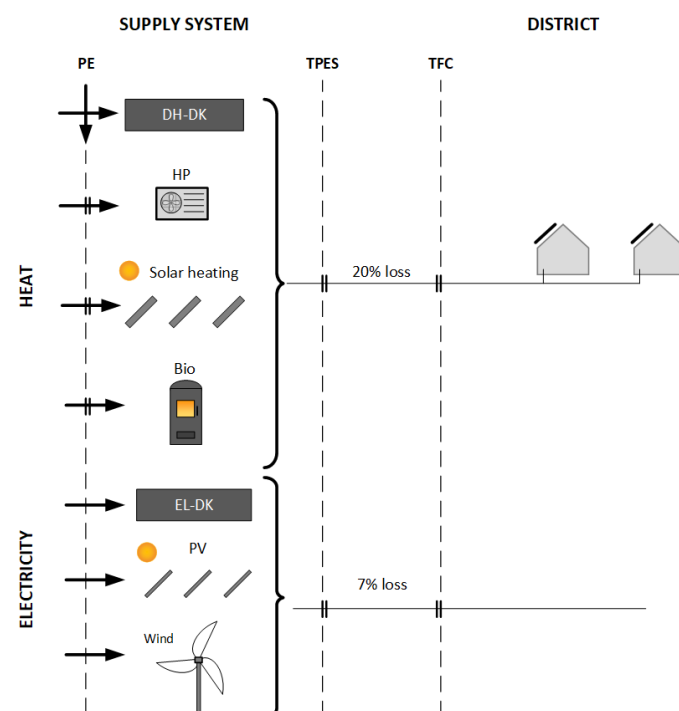 SUPPLY SYSTEM
DISTRICT
PE
TPES
TFC
DH-DK
HP
HEAT
Solar heating
20% loss
Bio
EL-DK
ELECTRICITY
PV
7% loss
Wind